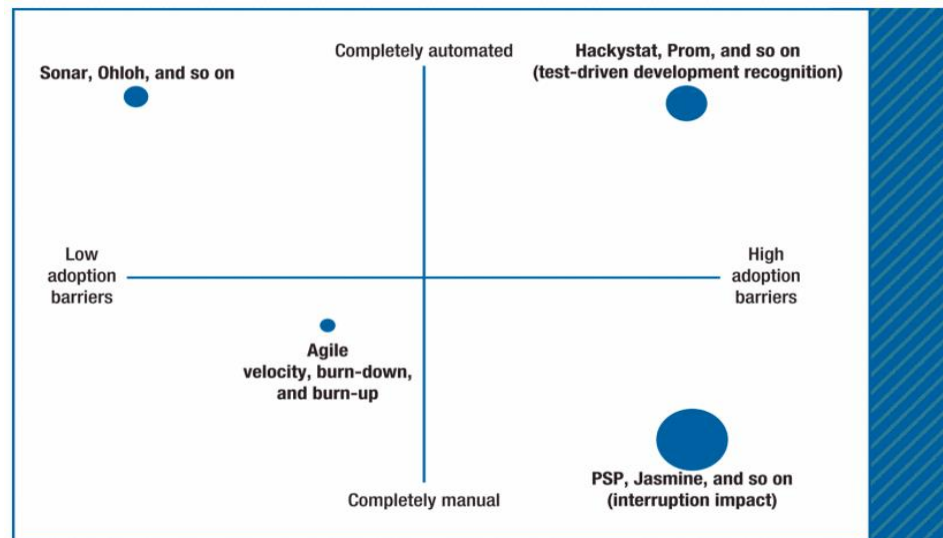 Completely automated
Sonar, Ohloh, and so on
Hackystat, Prom, and so on
(test-driven development recognition)
Low
adoption
barriers
High
adoption
barriers
Agile
velocity, burn-down,
and burn-up
PSP, Jasmine, and so on
(interruption impact)
Completely manual